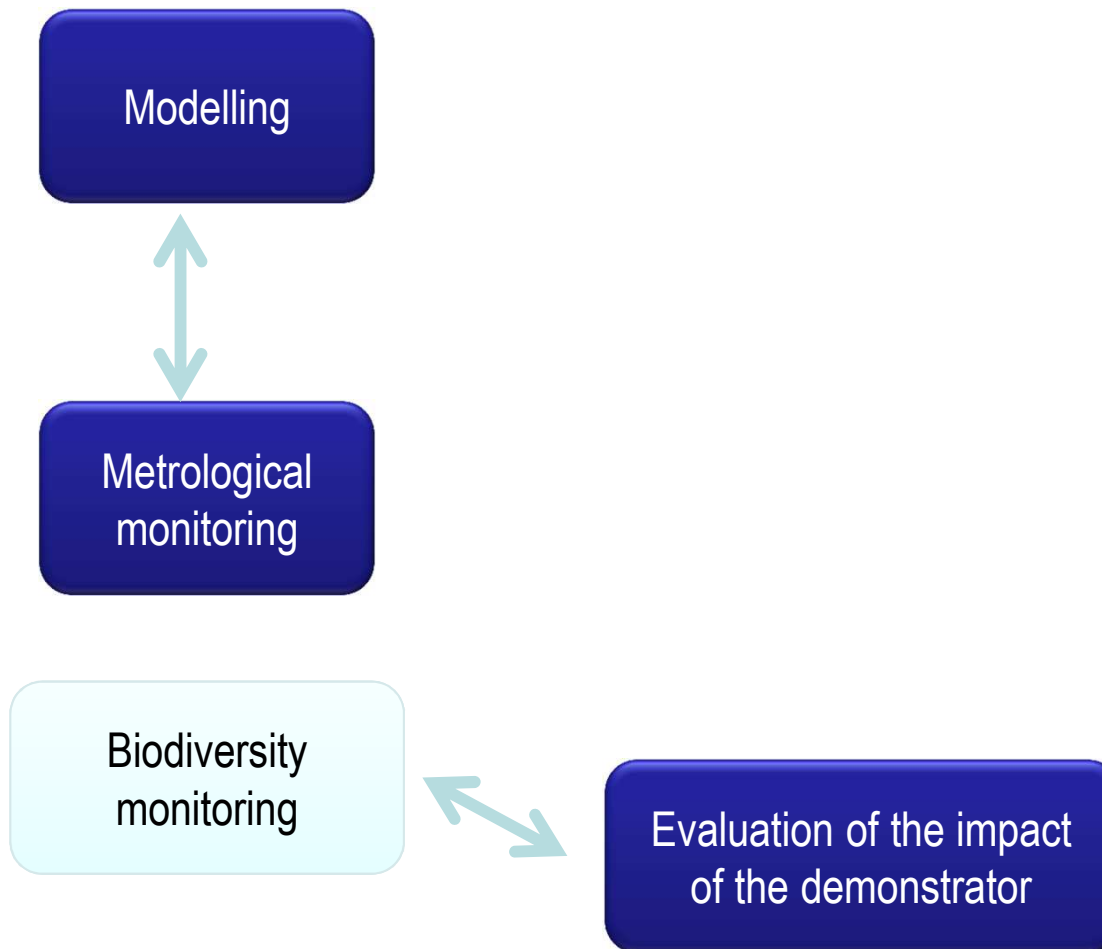 Modelling
Metrological
monitoring
Biodiversity
monitoring
Evaluation of the impact
of the demonstrator